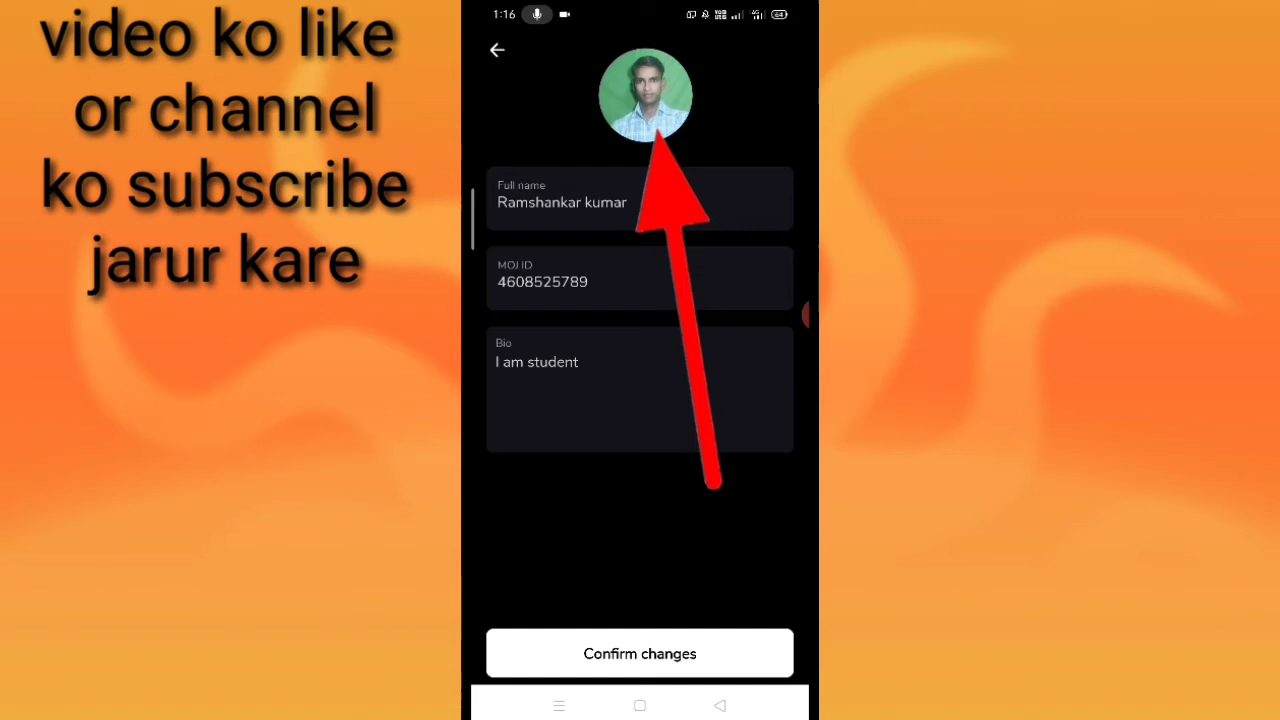 video ko like
or channel
ko subscribe
jarur kare
1:16
64
Full name
Ramshankar kumar
MOJ ID
4608525789
Bio
I am student
Confirm changes